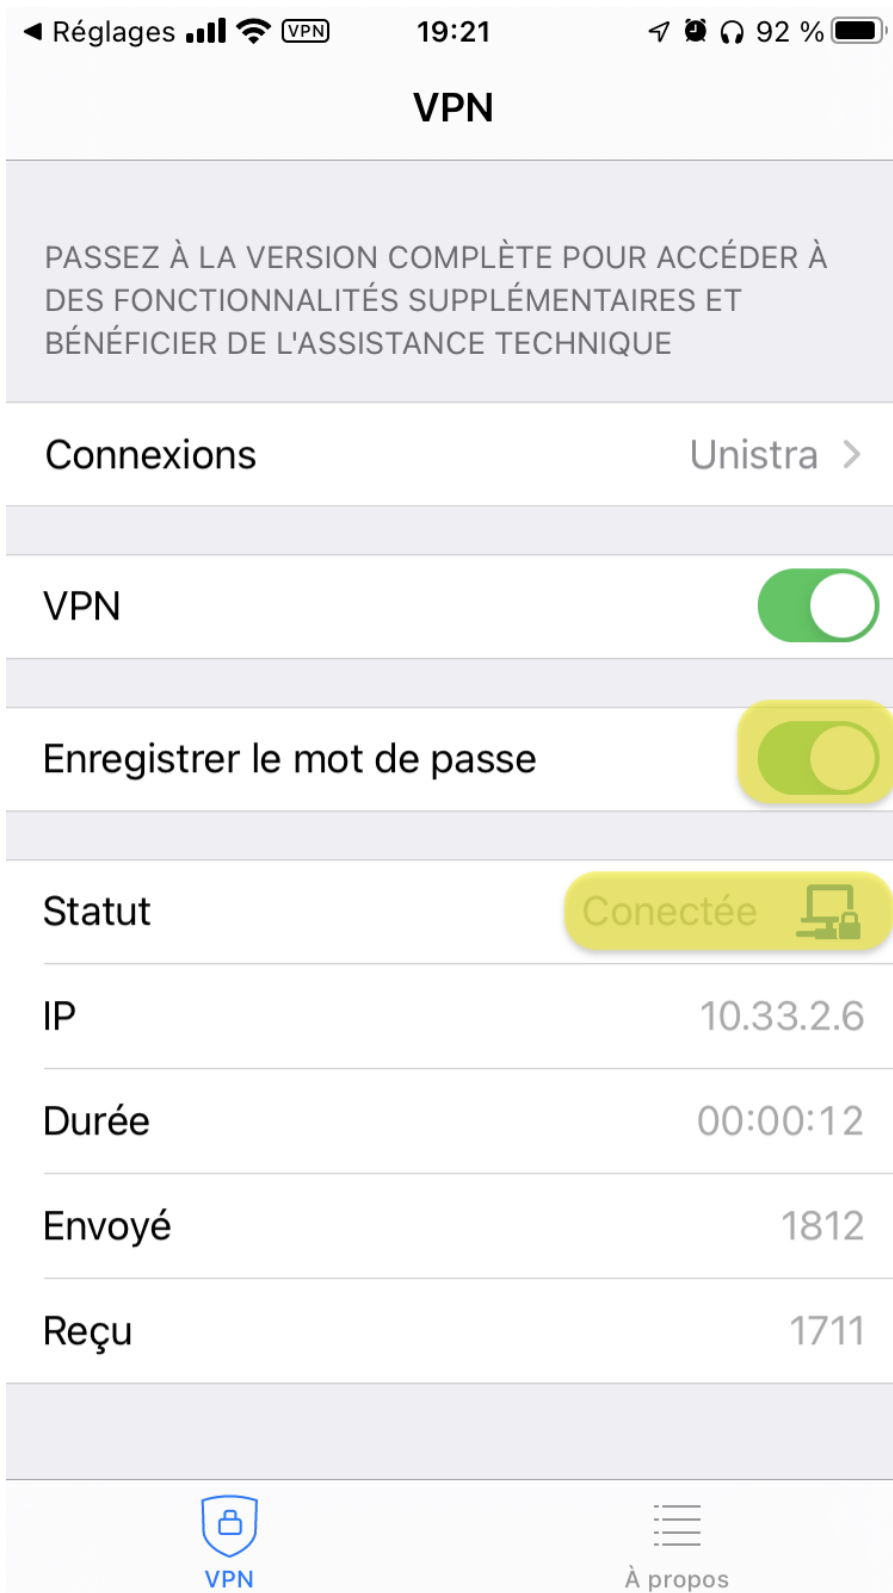 Réglages VPN 19:21 92 %
VPN
PASSEZ À LA VERSION COMPLÈTE POUR ACCÉDER À
DES FONCTIONNALITÉS SUPPLÉMENTAIRES ET
BÉNÉFICIER DE L'ASSISTANCE TECHNIQUE
Connexions Unistra
VPN
Enregistrer le mot de passe
Statut Conectée
IP 10.33.2.6
Durée 00:00:12
Envoyé 1812
Reçu 1711
VPN À propos